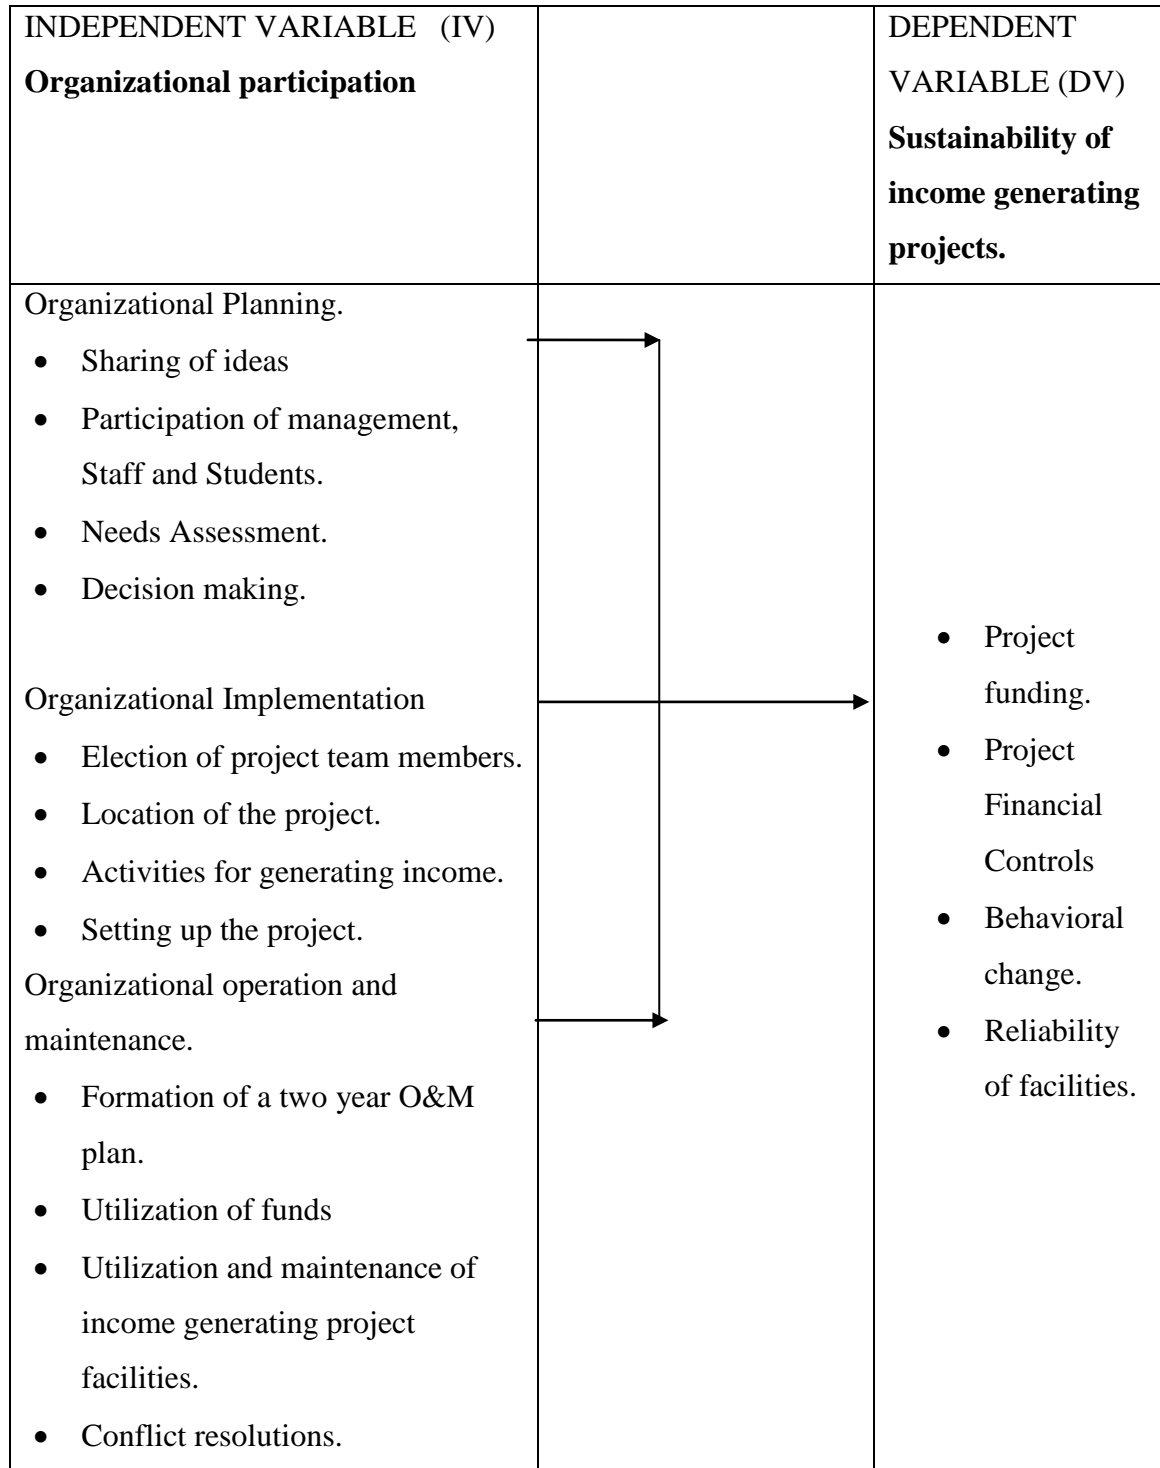 INDEPENDENT VARIABLE (IV)
Organizational participation
DEPENDENT
VARIABLE (DV)
Sustainability of
income generating
projects.
Organizational Planning.
• Sharing of ideas
• Participation of management,
Staff and Students.
• Needs Assessment.
• Decision making.
Organizational Implementation
• Election of project team members.
• Location of the project.
• Activities for generating income.
• Setting up the project.
Organizational operation and
maintenance.
• Formation of a two year O&M
plan.
• Utilization of funds
• Utilization and maintenance of
income generating project
facilities.
• Conflict resolutions.
• Project
funding.
• Project
Financial
Controls
• Behavioral
change.
• Reliability
of facilities.